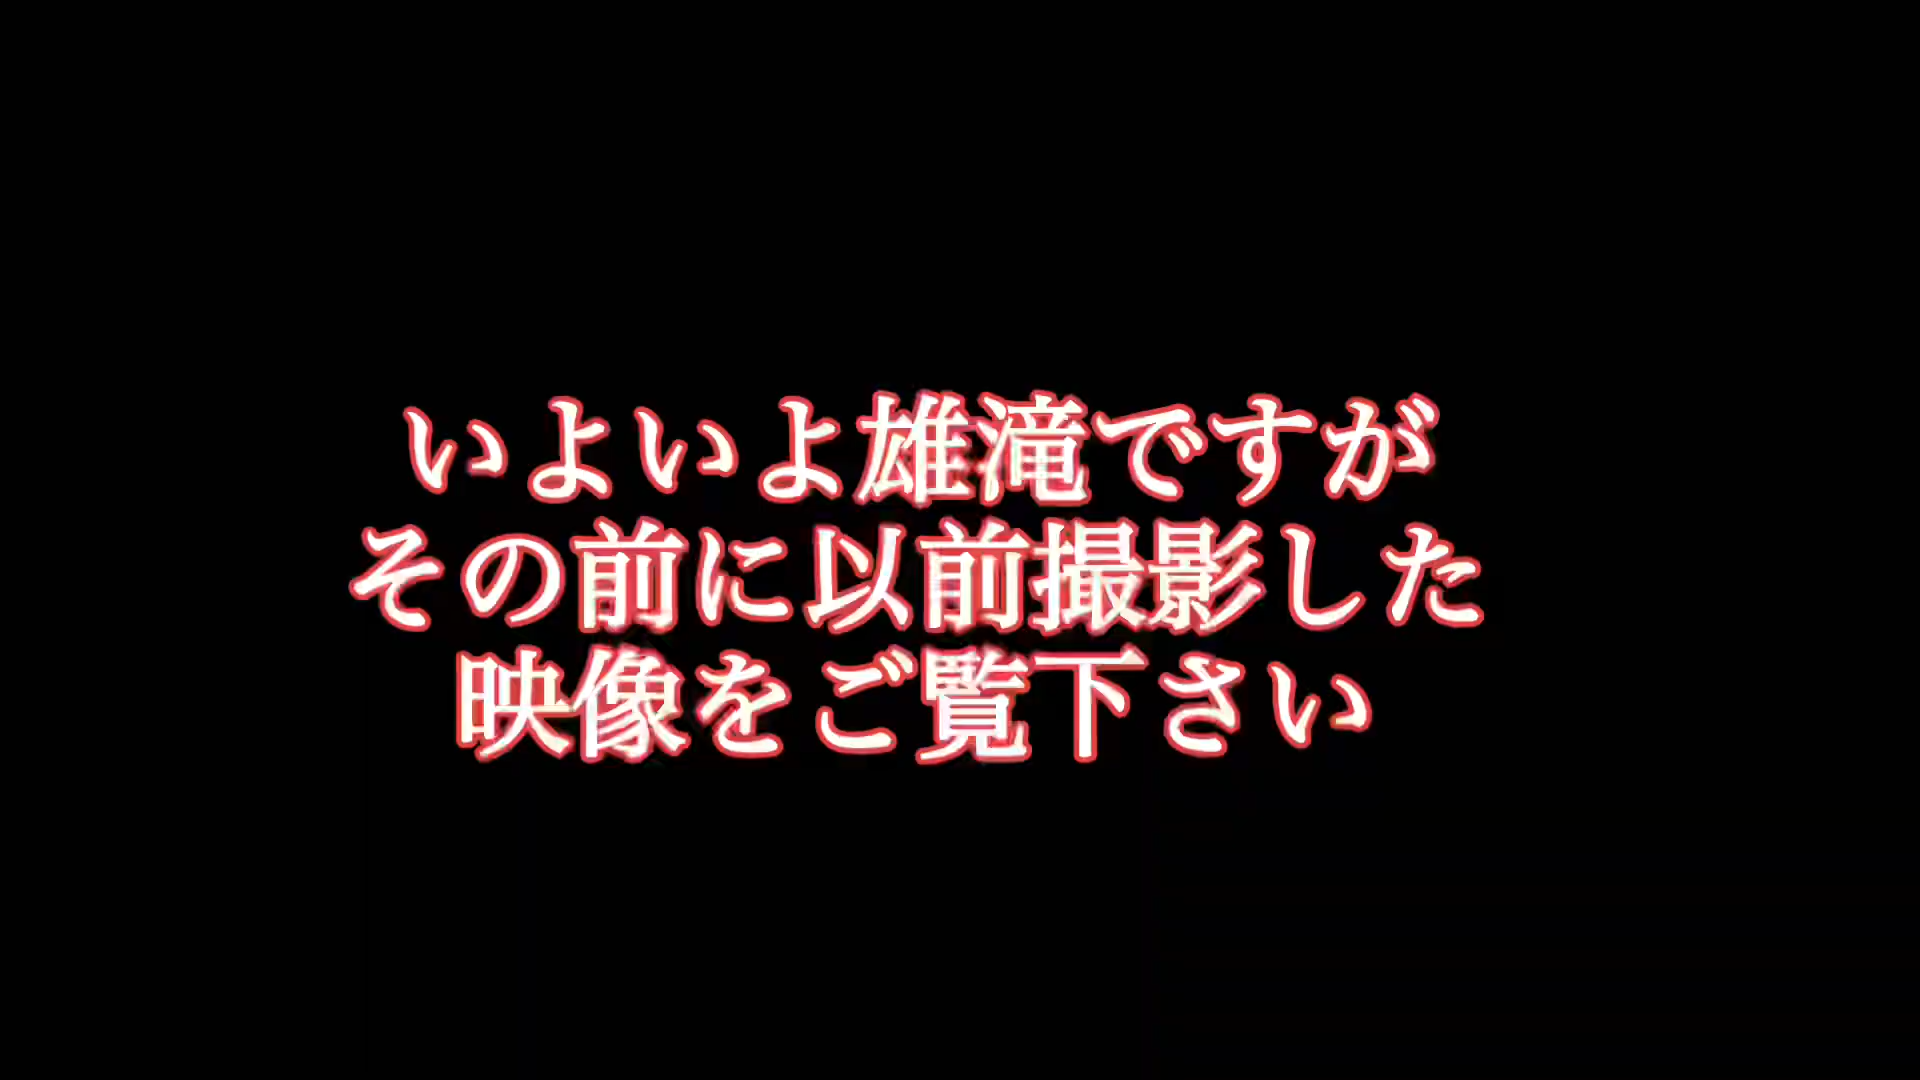 いよいよ雄滝ですが
その前に以前撮影した
映像をご覧下さい